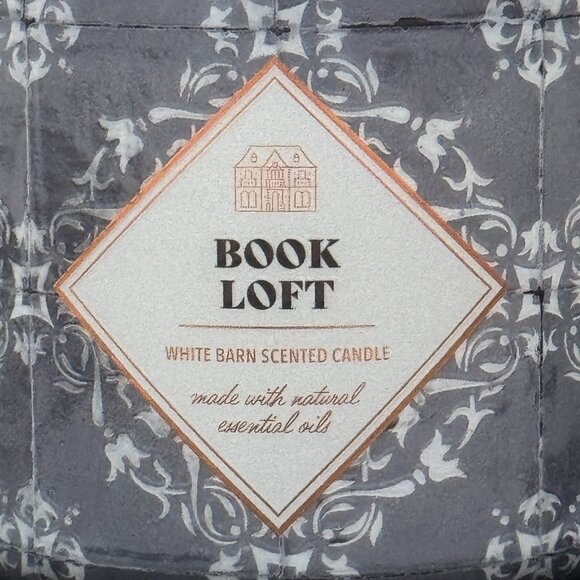 BOOK
LOFT
WHITE BARN SCENTED CANDLE
made with natural
essential oils